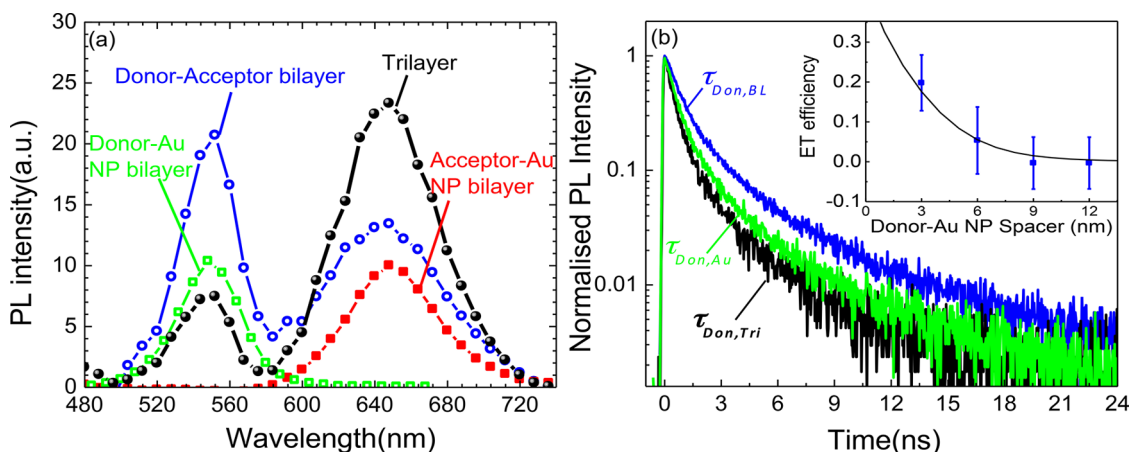 (a)
Donor-Acceptor bilayer
Trilayer
Donor-Au
NP bilayer
Acceptor-Au
NP bilayer
PL intensity(a.u.)
30
25
20
15
10
5
0
480 520 560 600 640 680 720
Wavelength(nm)
(b)
τDon,BL
τDon,Au
τDon,Tri
Normalised PL Intensity
1
0.1
0.01
0 3 6 9 12 15 18 21 24
Time(ns)
ET efficiency
0.3
0.2
0.1
0.0
-0.1
0 3 6 9 12
Donor-Au NP Spacer (nm)